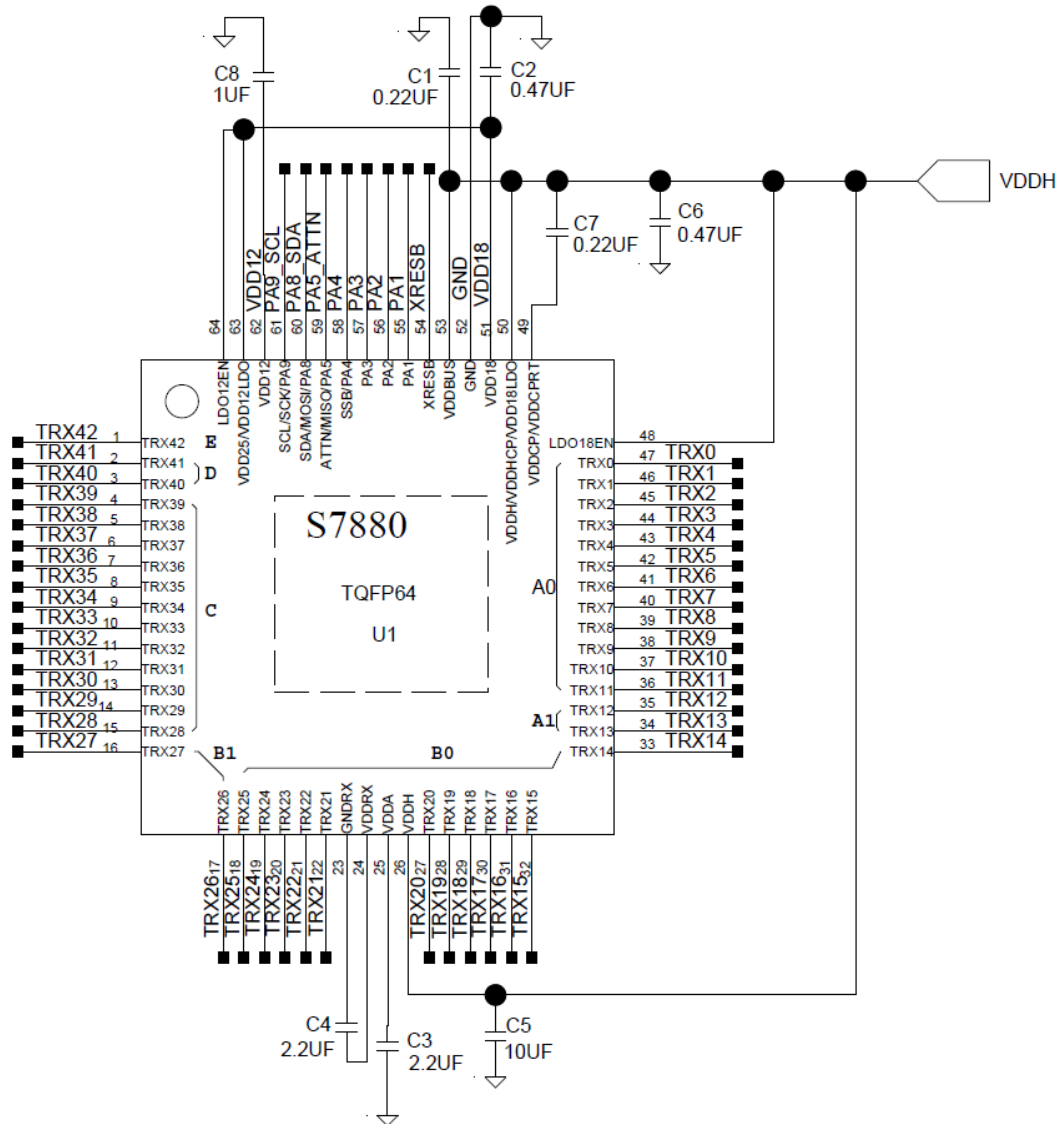 C8
1UF
C1
0.22UF
C2
0.47UF
VDDH
C7
0.22UF
C6
0.47UF
VDD12
PA9_SCL
PA8_SDA
PA5_ATTN
PA4
PA3
PA2
PA1
XRESB
GND
VDD18
64
63
62
61
60
59
58
57
56
55
54
53
52
51
50
49
LDO12EN
VDD25/VDD12LDO
VDD12
SCL/SCK/PA9
SDA/MOSI/PA8
ATTN/MISO/PA5
SSB/PA4
PA3
PA2
PA1
XRESB
VDDBUS
GND
VDD18
VDDH/VDDHCP/VDD18LDO
VDDCP/VDDCPRT
TRX42 1 TRX42 E
TRX41 2 TRX41
TRX40 3 TRX40 D
TRX39 4 TRX39
TRX38 5 TRX38
TRX37 6 TRX37
TRX36 7 TRX36
TRX35 8 TRX35
TRX34 9 TRX34 C
TRX33 10 TRX33
TRX32 11 TRX32
TRX31 12 TRX31
TRX30 13 TRX30
TRX29 14 TRX29
TRX28 15 TRX28
TRX27 16 TRX27
S7880
TQFP64
U1
LDO18EN 48
TRX0 47 TRX0
TRX1 46 TRX1
TRX2 45 TRX2
TRX3 44 TRX3
TRX4 43 TRX4
TRX5 42 TRX5
A0 TRX6 41 TRX6
TRX7 40 TRX7
TRX8 39 TRX8
TRX9 38 TRX9
TRX10 37 TRX10
TRX11 36 TRX11
TRX12 35 TRX12
A1 TRX13 34 TRX13
TRX14 33 TRX14
B1
B0
TRX26
TRX25
TRX24
TRX23
TRX22
TRX21
GNDRX
VDDRX
VDDA
VDDH
TRX20
TRX19
TRX18
TRX17
TRX16
TRX15
TRX26 17
TRX25 18
TRX24 19
TRX23 20
TRX22 21
TRX21 22
23
24
25
26
TRX20 27
TRX19 28
TRX18 29
TRX17 30
TRX16 31
TRX15 32
C4
2.2UF
C3
2.2UF
C5
10UF